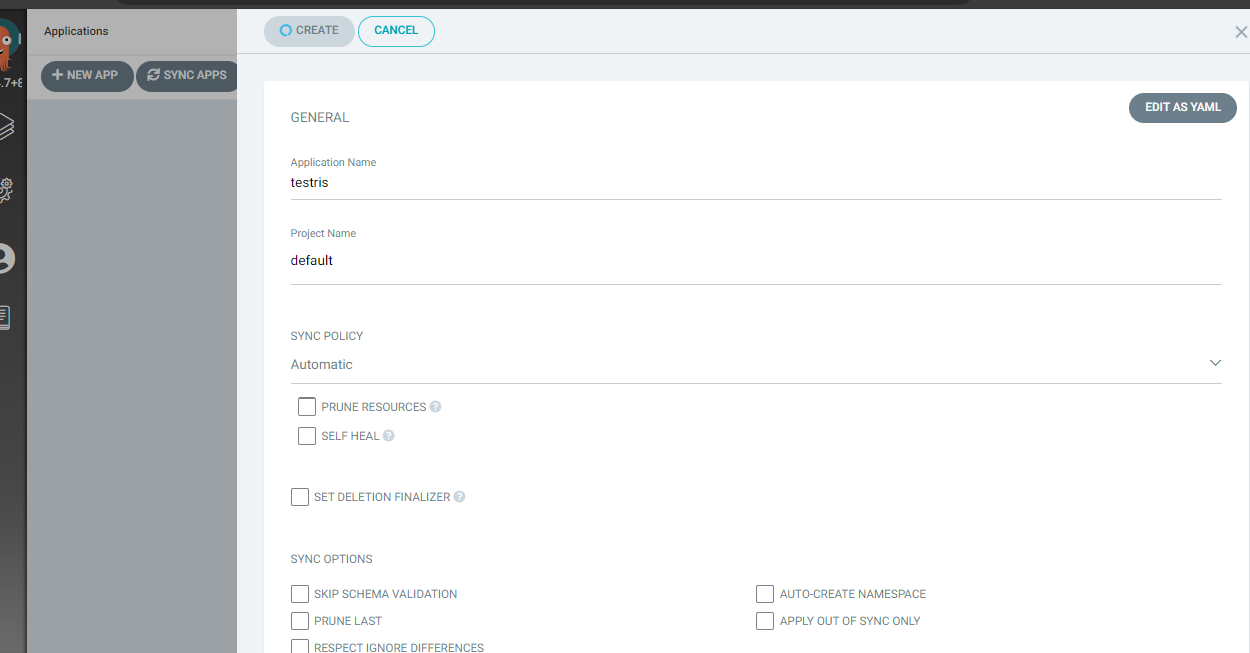 Applications
CREATE
CANCEL
NEW APP
SYNC APPS
GENERAL
EDIT AS YAML
Application Name
testris
Project Name
default
SYNC POLICY
Automatic
PRUNE RESOURCES ?
SELF HEAL ?
SET DELETION FINALIZER ?
SYNC OPTIONS
SKIP SCHEMA VALIDATION
AUTO-CREATE NAMESPACE
PRUNE LAST
APPLY OUT OF SYNC ONLY
RESPECT IGNORE DIFFERENCES